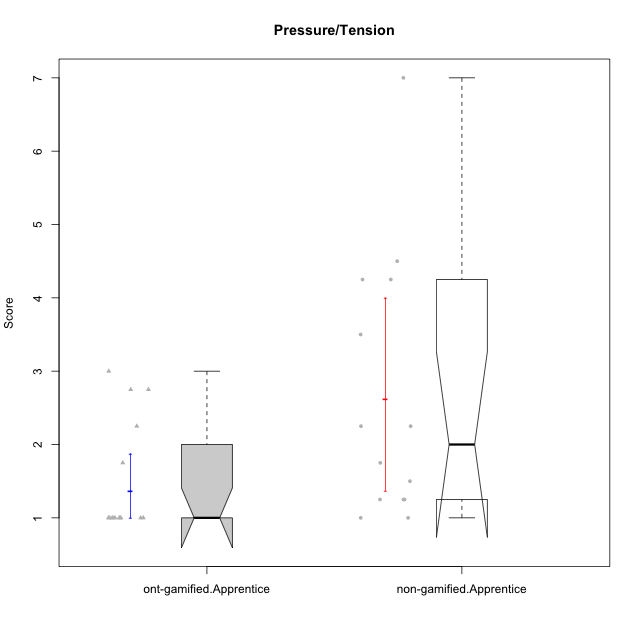 Pressure/Tension
Score
7
6
5
4
3
2
1
ont-gamified.Apprentice
non-gamified.Apprentice